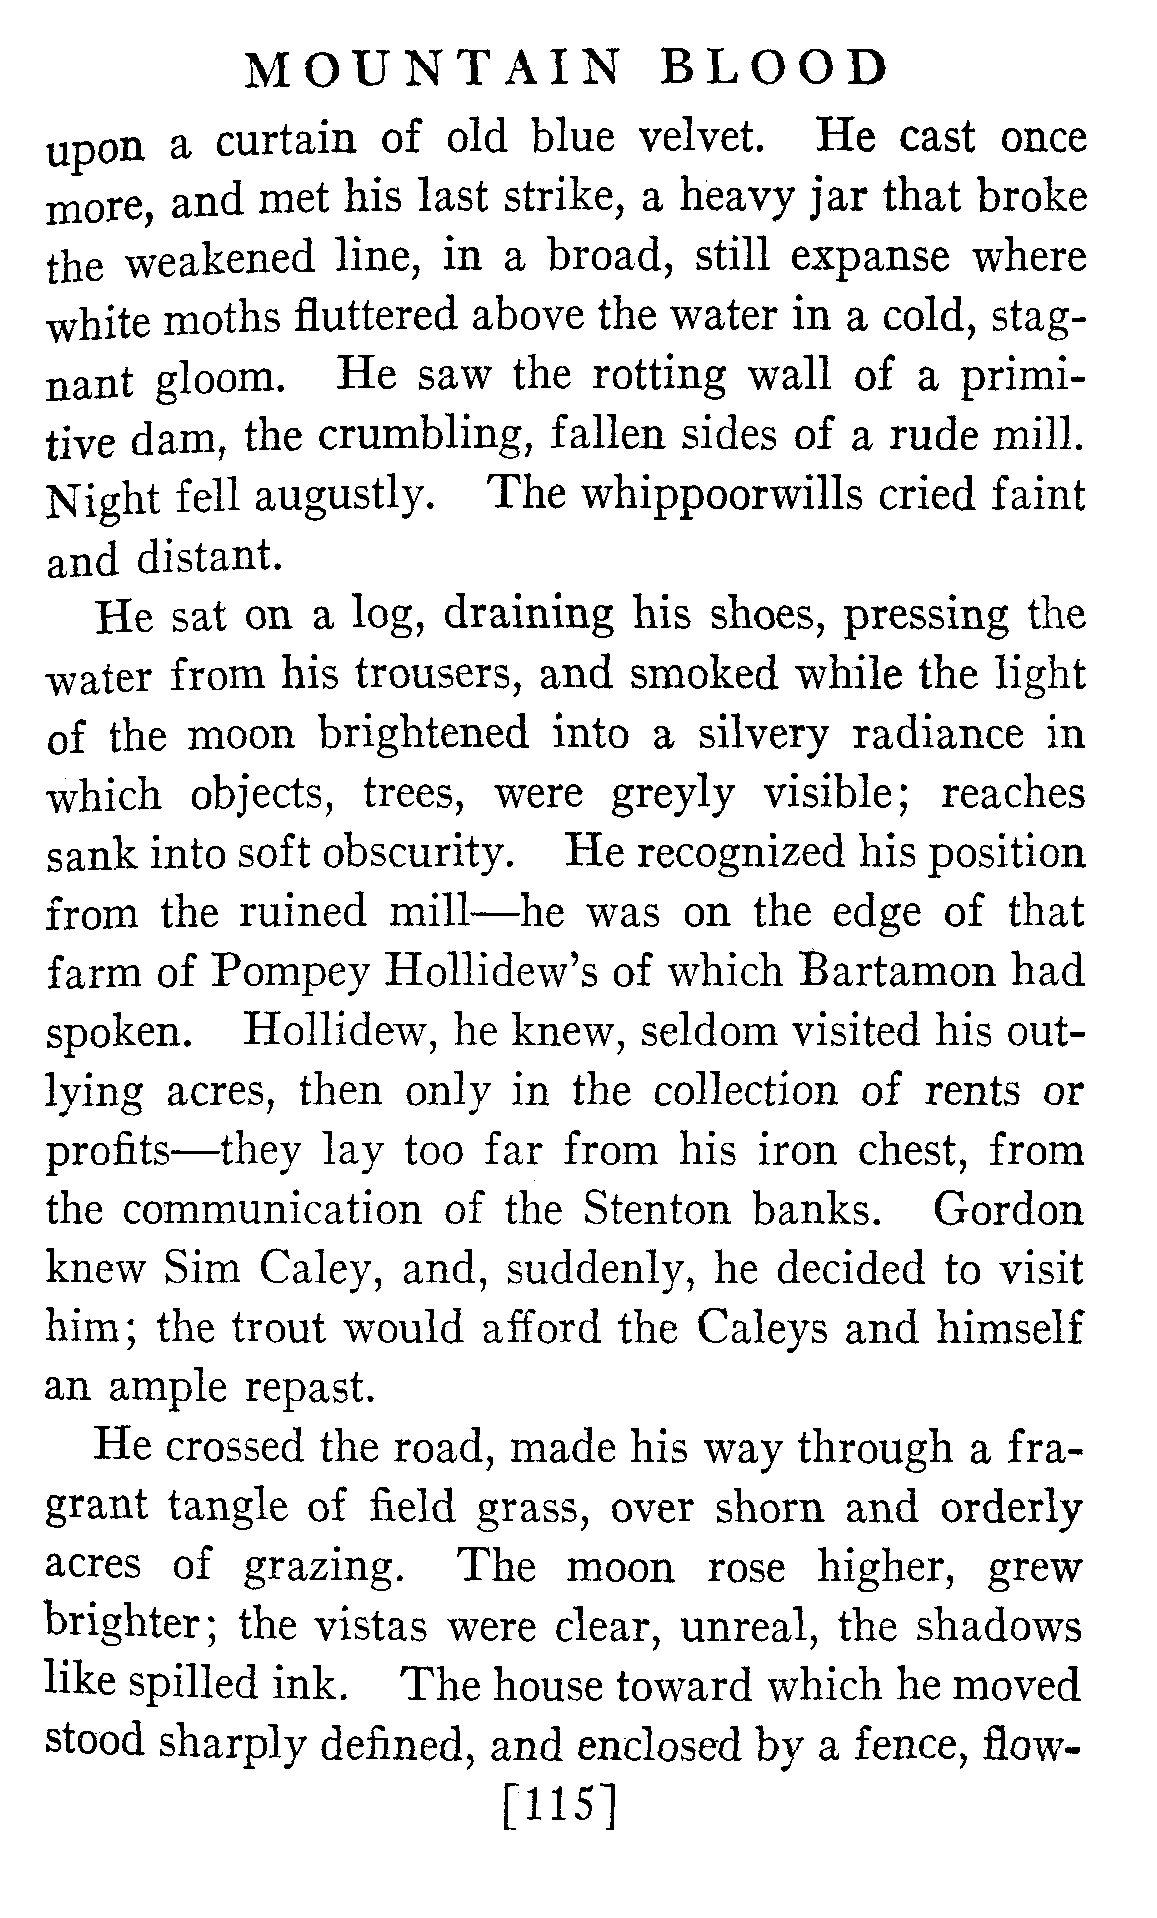 MOUNTAIN BLOOD
upon a curtain of old blue velvet. He cast once
more, and met his last strike, a heavy jar that broke
the weakened line, in a broad, still expanse where
white moths fluttered above the water in a cold, stag-
nant gloom. He saw the rotting wall of a primi-
tive dam, the crumbling, fallen sides of a rude mill.
Night fell augustly. The whippoorwills cried faint
and distant.
He sat on a log, draining his shoes, pressing the
water from his trousers, and smoked while the light
of the moon brightened into a silvery radiance in
which objects, trees, were greyly visible; reaches
sank into soft obscurity. He recognized his position
from the ruined mill—he was on the edge of that
farm of Pompey Hollidew's of which Bartamon had
spoken. Hollidew, he knew, seldom visited his out-
lying acres, then only in the collection of rents or
profits—they lay too far from his iron chest, from
the communication of the Stenton banks. Gordon
knew Sim Caley, and, suddenly, he decided to visit
him; the trout would afford the Caleys and himself
an ample repast.
He crossed the road, made his way through a fra-
grant tangle of field grass, over shorn and orderly
acres of grazing. The moon rose higher, grew
brighter; the vistas were clear, unreal, the shadows
like spilled ink. The house toward which he moved
stood sharply defined, and enclosed by a fence, flow-
[115]